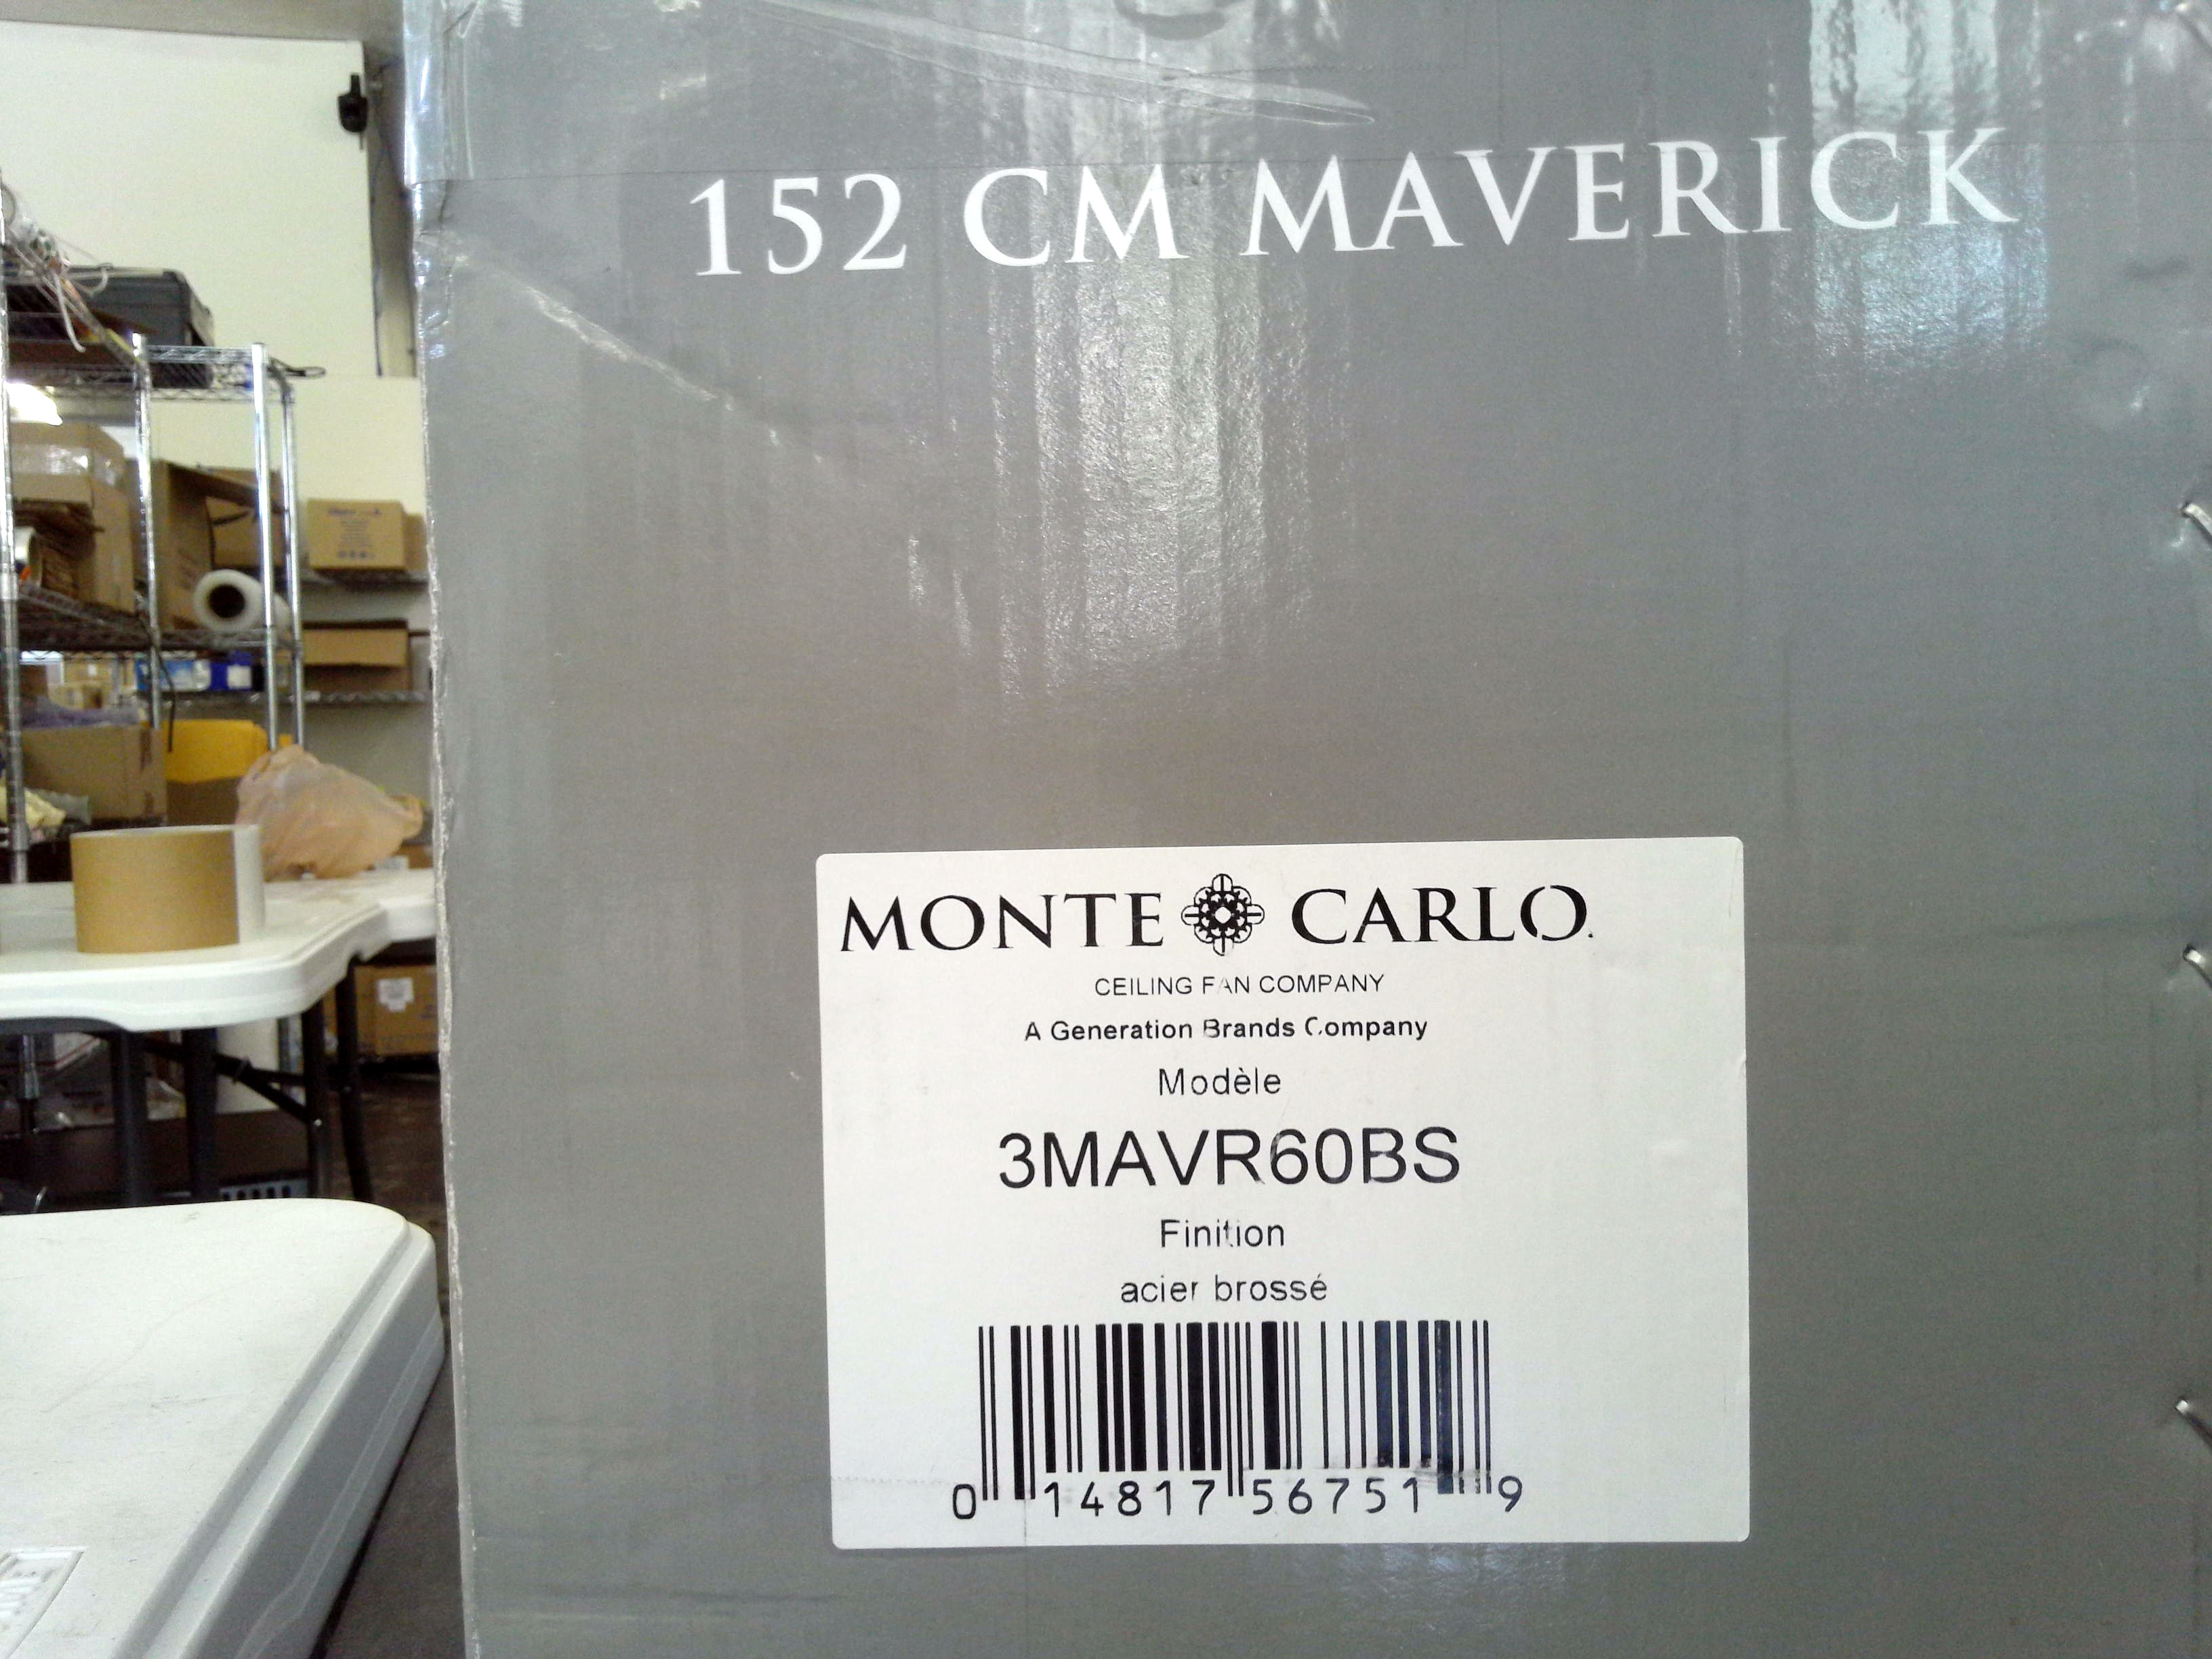 152 CM MAVERICK
MONTE CARLO.
CEILING FAN COMPANY
A Generation Brands Company
Modèle
3MAVR60BS
Finition
acier brossé
0 14817 56751 9